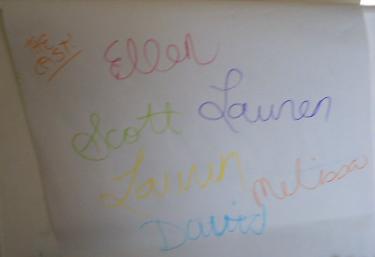 Ellen
Scott Lauren
Lauren
Melissa
David